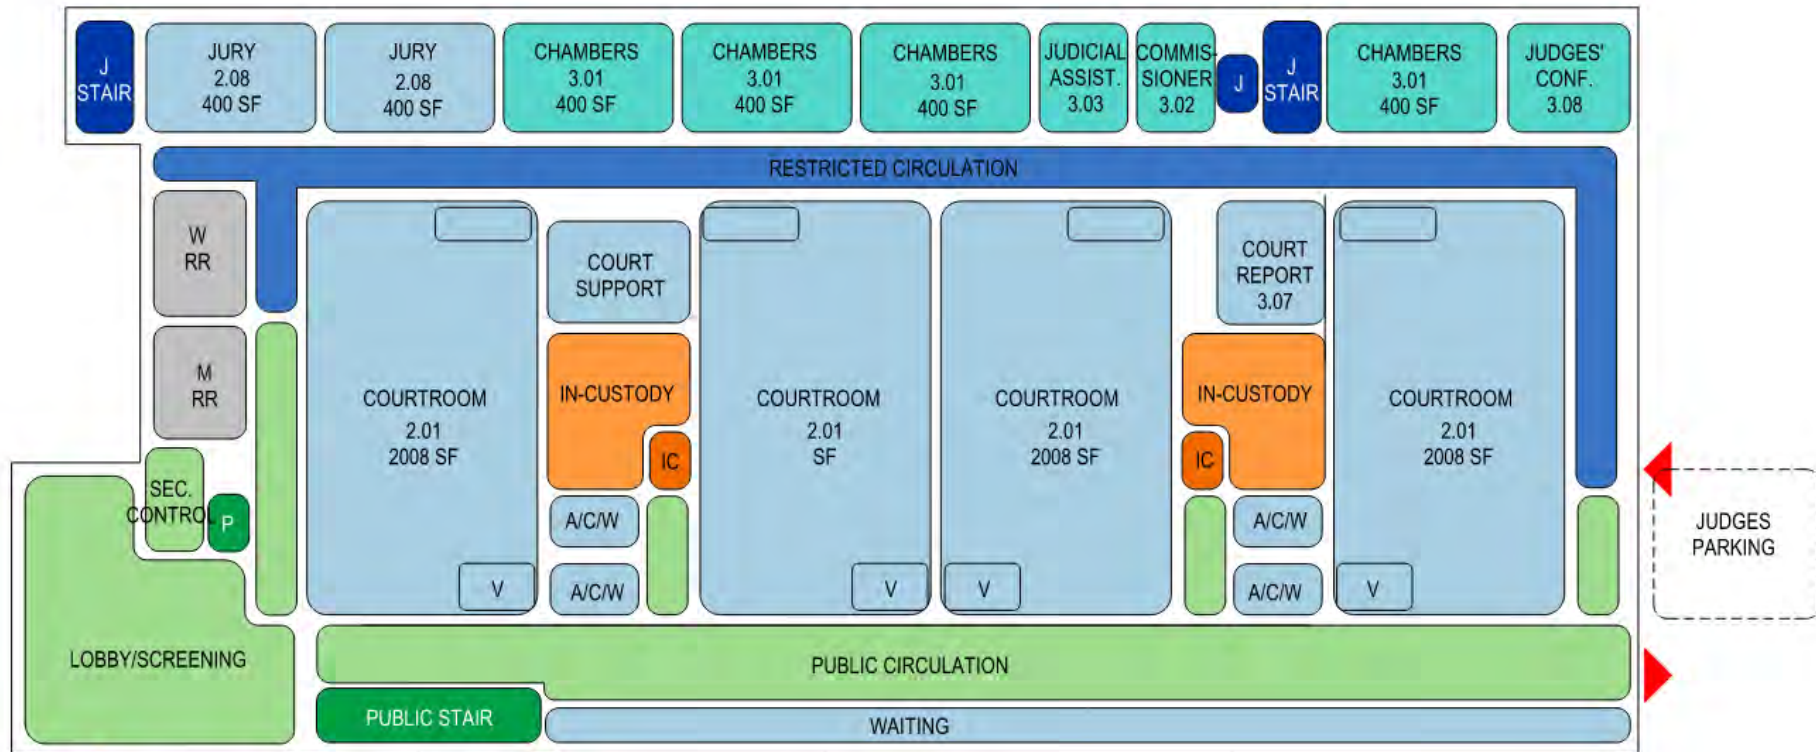 J
STAIR
JURY
2.08
400 SF
JURY
2.08
400 SF
CHAMBERS
3.01
400 SF
CHAMBERS
3.01
400 SF
CHAMBERS
3.01
400 SF
JUDICIAL
ASSIST.
3.03
COMMIS-
SIONER
3.02
J
J
STAIR
CHAMBERS
3.01
400 SF
JUDGES'
CONF.
3.08
RESTRICTED CIRCULATION
W
RR
COURT
SUPPORT
COURT
REPORT
3.07
M
RR
COURTROOM
2.01
2008 SF
IN-CUSTODY
IC
COURTROOM
2.01
SF
COURTROOM
2.01
2008 SF
IN-CUSTODY
IC
COURTROOM
2.01
2008 SF
SEC.
CONTROL
P
A/C/W
A/C/W
JUDGES
PARKING
V
A/C/W
V
V
A/C/W
V
LOBBY/SCREENING
PUBLIC CIRCULATION
PUBLIC STAIR
WAITING